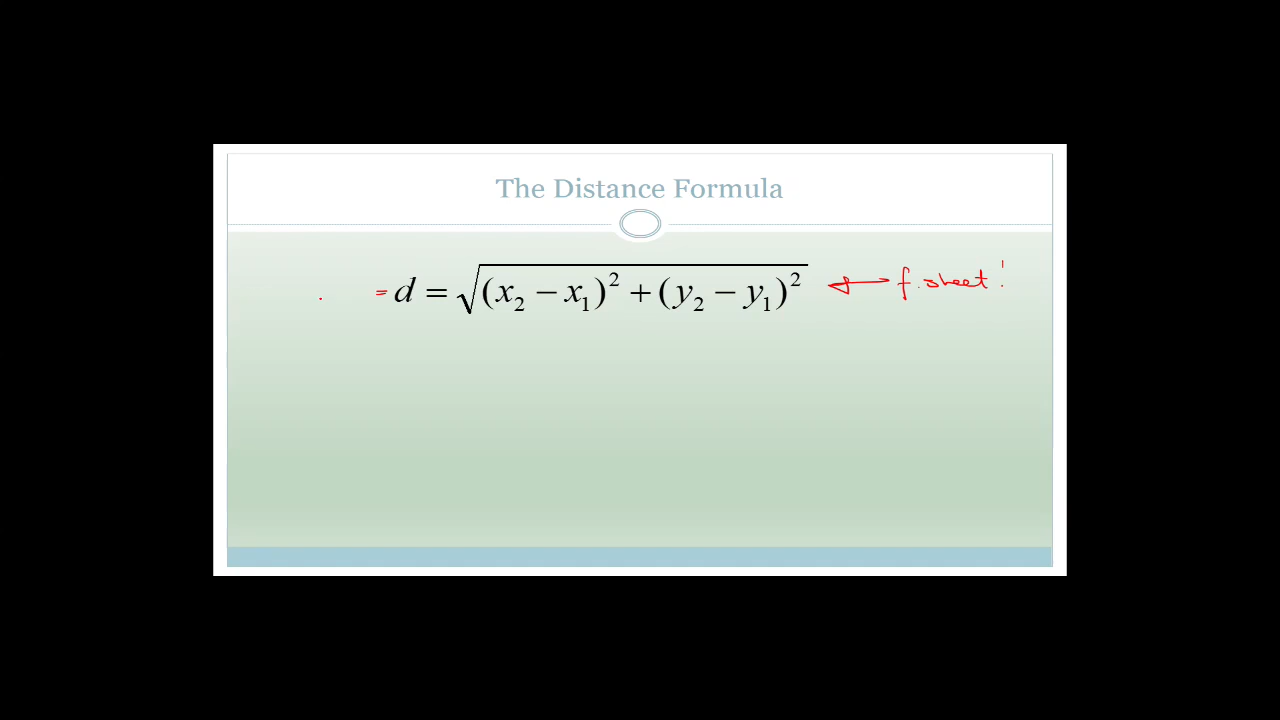 The Distance Formula
= d = √(x₂ − x₁)² + (y₂ − y₁)² ← f. sheet!